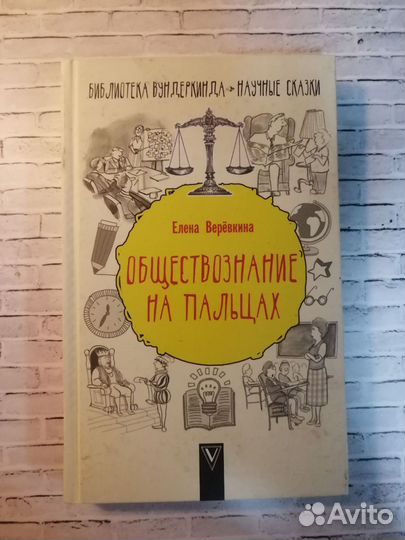 БИБЛИОТЕКА ВУНДЕРКИНДА -> НАУЧНЫЕ СКАЗКИ
Елена Верёвкина
ОБЩЕСТВОЗНАНИЕ
НА ПАЛЬЦАХ
V
Avito